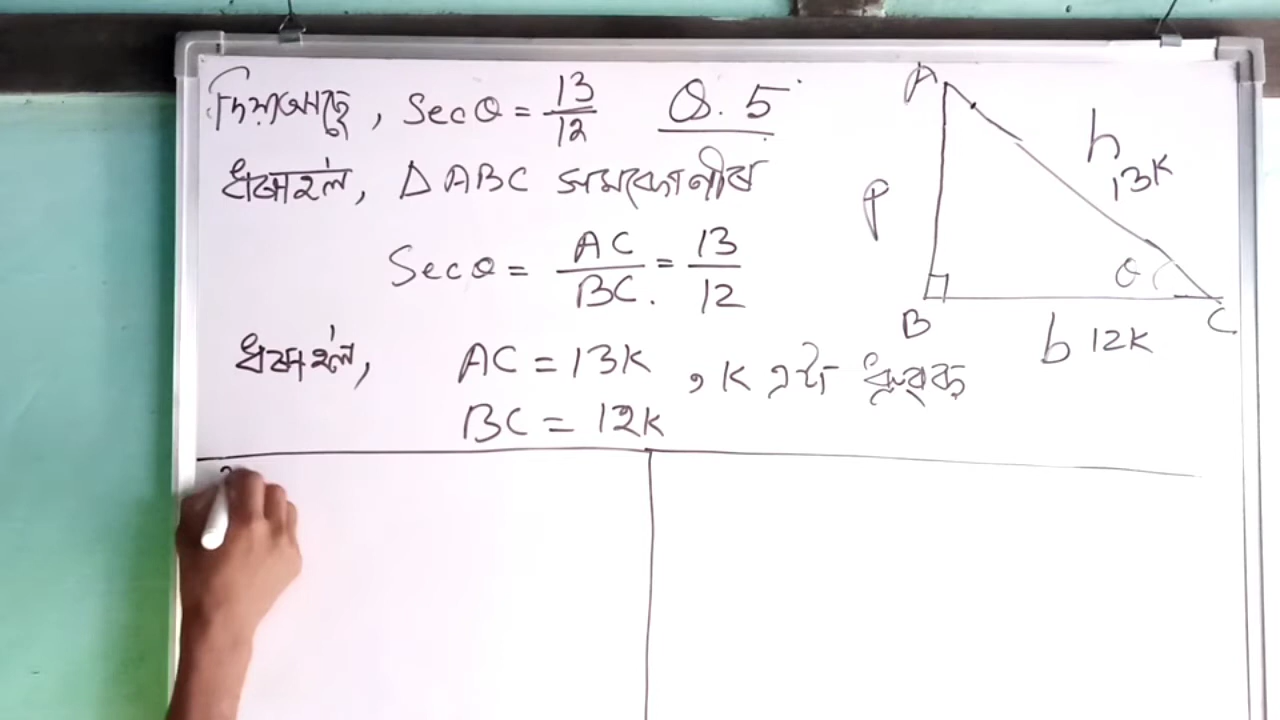 দিয়া আছে, Secθ = 13/12 Q. 5
ধৰা হ'ল, Δ ABC সমকোণীৰ
Secθ = AC/BC. = 13/12
ধৰা হ'ল, AC = 13K
BC = 12K , K এটা ধ্ৰুৱক
A
h
13K
P
θ
B
C
b 12K